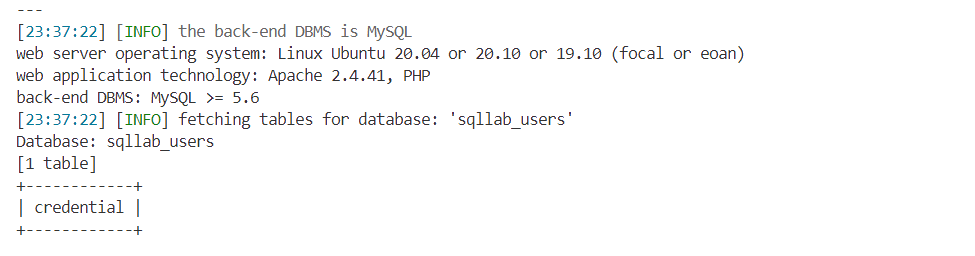 ---
[23:37:22] [INFO] the back-end DBMS is MySQL
web server operating system: Linux Ubuntu 20.04 or 20.10 or 19.10 (focal or eoan)
web application technology: Apache 2.4.41, PHP
back-end DBMS: MySQL >= 5.6
[23:37:22] [INFO] fetching tables for database: 'sqllab_users'
Database: sqllab_users
[1 table]
+------------+
| credential |
+------------+